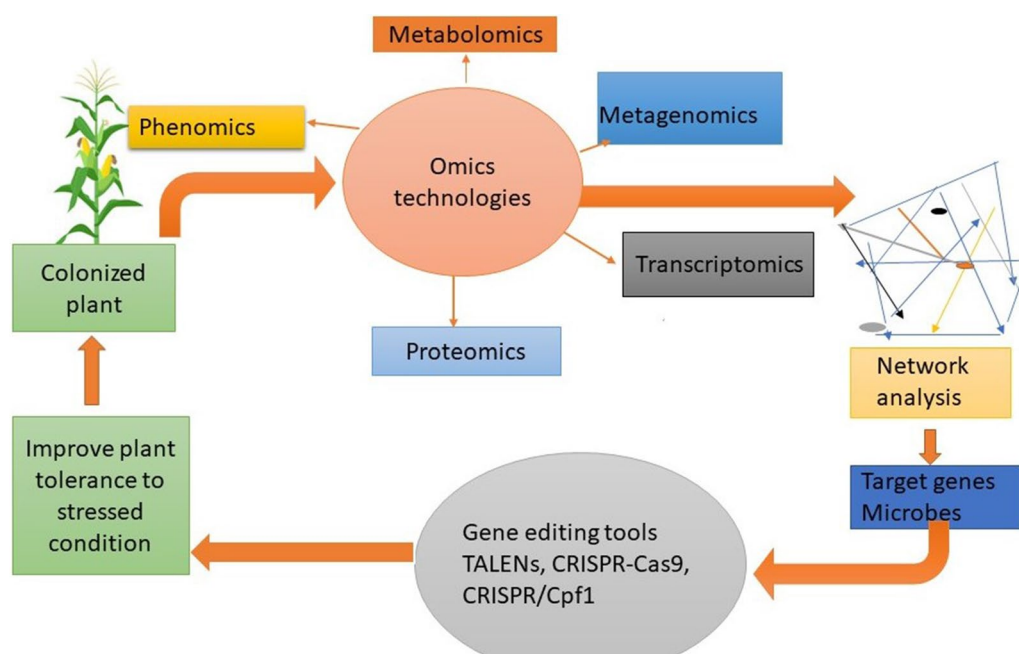 Metabolomics
Phenomics
Metagenomics
Omics
technologies
Colonized
plant
Transcriptomics
Proteomics
Network
analysis
Improve plant
tolerance to
stressed
condition
Target genes
Microbes
Gene editing tools
TALENs, CRISPR-Cas9,
CRISPR/Cpf1